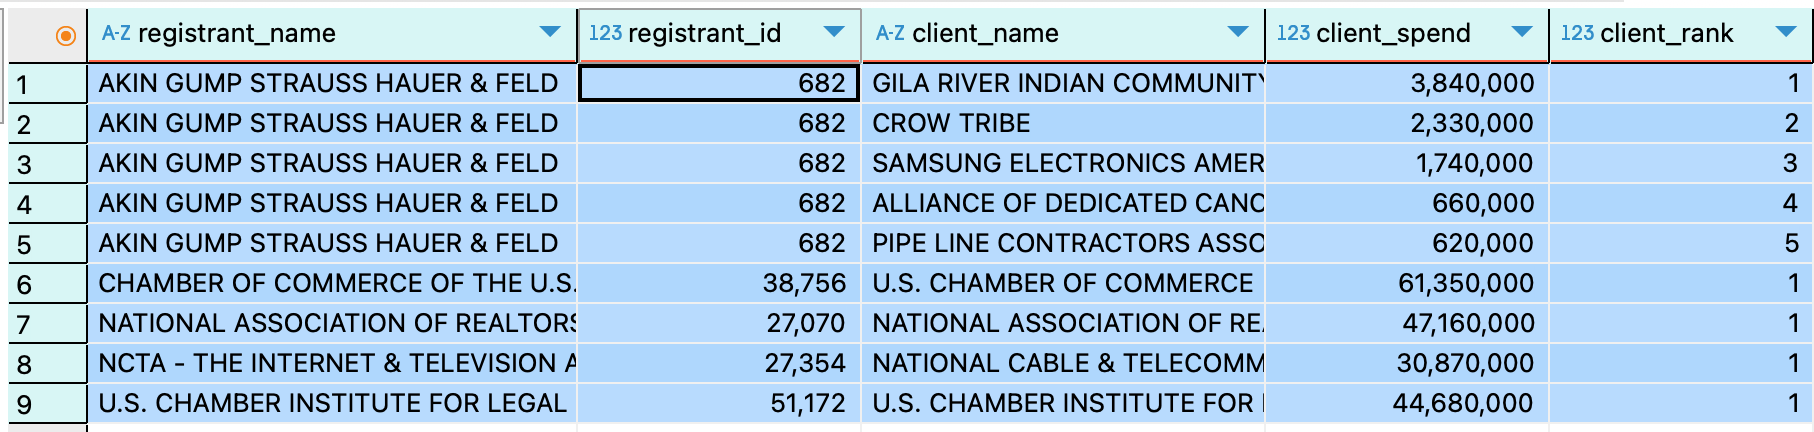 A-Z registrant_name 123 registrant_id A-Z client_name 123 client_spend 123 client_rank
1 AKIN GUMP STRAUSS HAUER & FELD 682 GILA RIVER INDIAN COMMUNITY 3,840,000 1
2 AKIN GUMP STRAUSS HAUER & FELD 682 CROW TRIBE 2,330,000 2
3 AKIN GUMP STRAUSS HAUER & FELD 682 SAMSUNG ELECTRONICS AMER 1,740,000 3
4 AKIN GUMP STRAUSS HAUER & FELD 682 ALLIANCE OF DEDICATED CANC 660,000 4
5 AKIN GUMP STRAUSS HAUER & FELD 682 PIPE LINE CONTRACTORS ASSO 620,000 5
6 CHAMBER OF COMMERCE OF THE U.S. 38,756 U.S. CHAMBER OF COMMERCE 61,350,000 1
7 NATIONAL ASSOCIATION OF REALTORS 27,070 NATIONAL ASSOCIATION OF REA 47,160,000 1
8 NCTA - THE INTERNET & TELEVISION A 27,354 NATIONAL CABLE & TELECOMM 30,870,000 1
9 U.S. CHAMBER INSTITUTE FOR LEGAL 51,172 U.S. CHAMBER INSTITUTE FOR 44,680,000 1